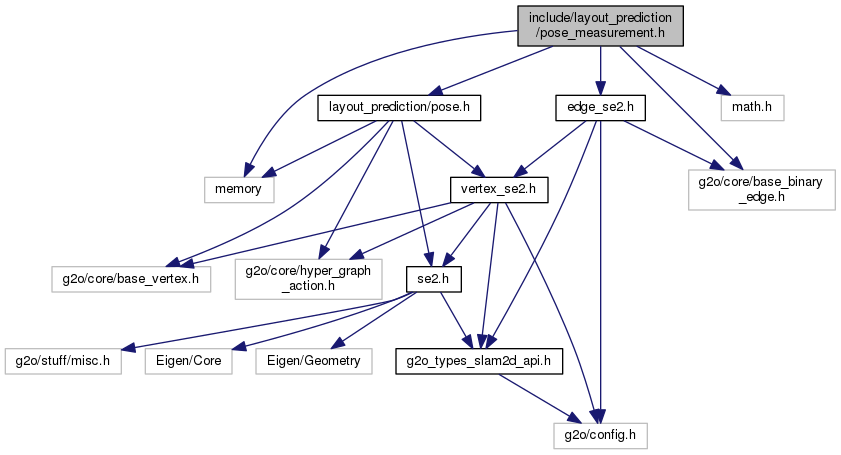 include/layout_prediction
/pose_measurement.h
layout_prediction/pose.h
edge_se2.h
math.h
memory
vertex_se2.h
g2o/core/base_binary
_edge.h
g2o/core/base_vertex.h
g2o/core/hyper_graph
_action.h
se2.h
g2o/stuff/misc.h
Eigen/Core
Eigen/Geometry
g2o_types_slam2d_api.h
g2o/config.h